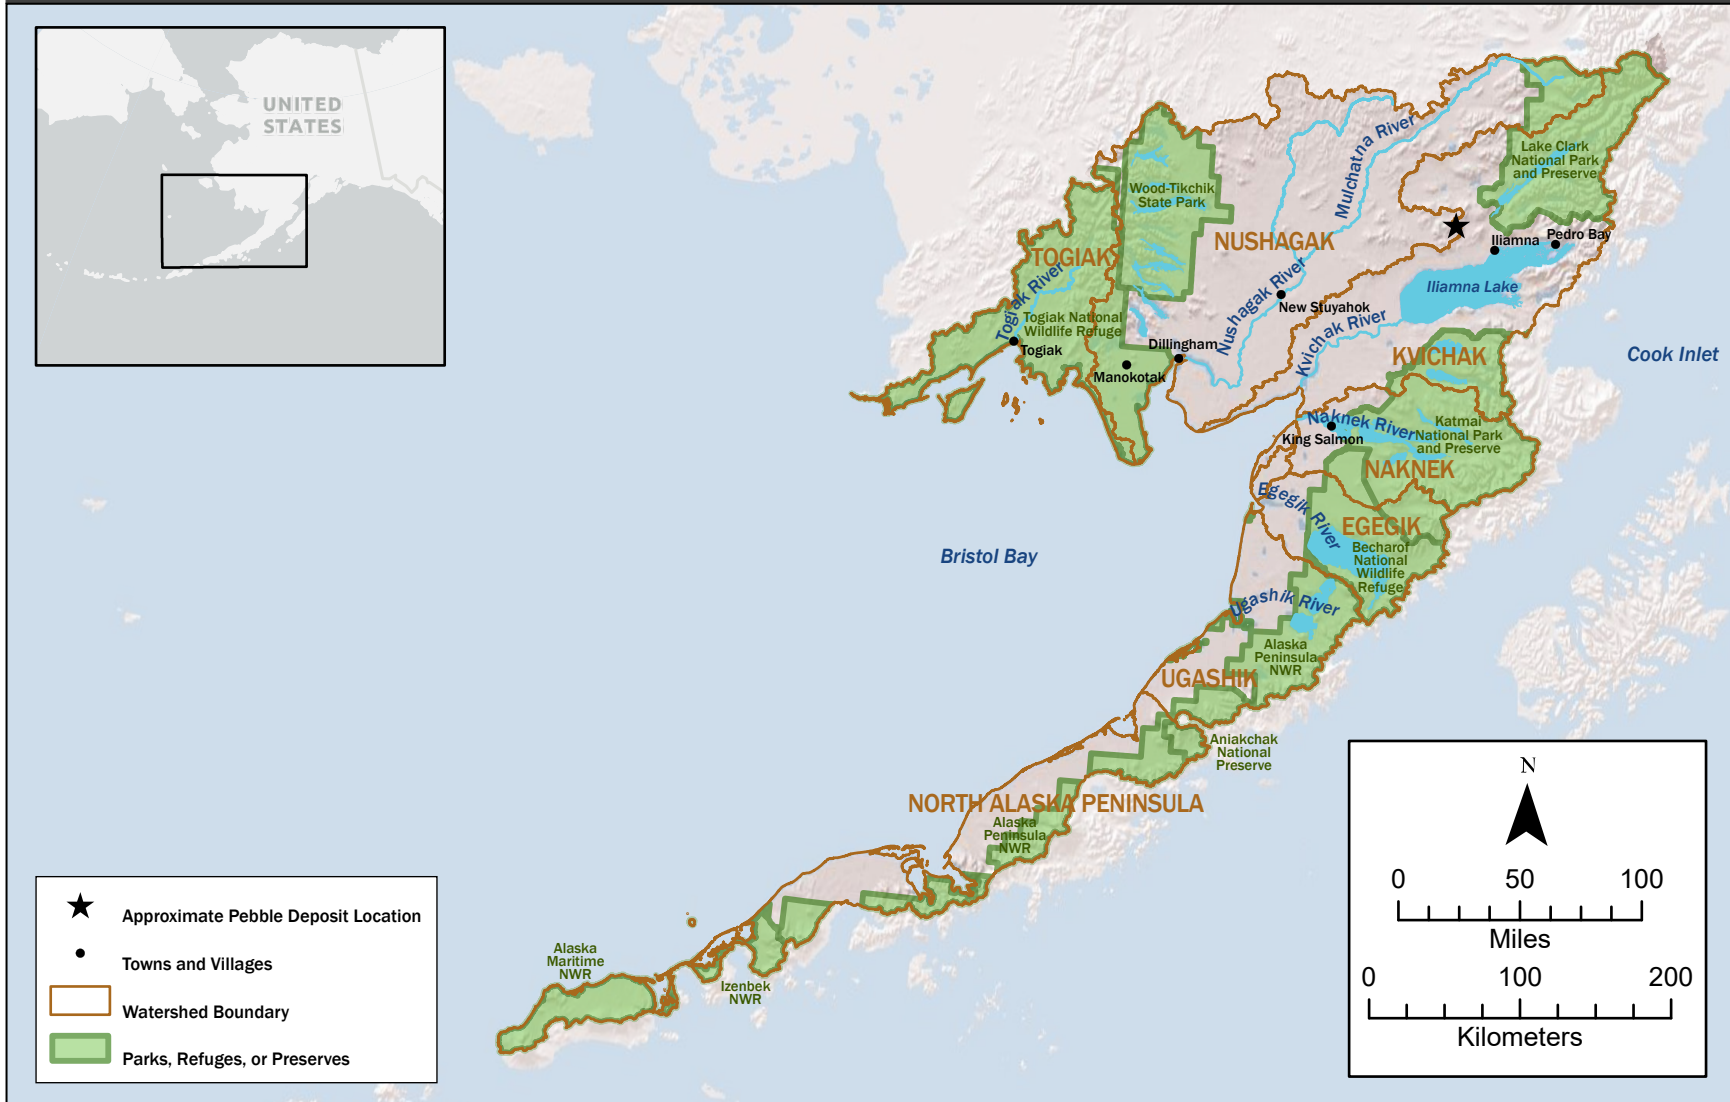 UNITED
STATES
Mulchatna River
Lake Clark
National Park
and Preserve
Wood-Tikchik
State Park
NUSHAGAK
Iliamna
Pedro Bay
TOGIAK
Togiak River
Iliamna Lake
Nushagak River
New Stuyahok
Togiak National
Wildlife Refuge
Togiak
Dillingham
Kvichak River
Manokotak
KVICHAK
Cook Inlet
Naknek River
King Salmon
Katmai
National Park
and Preserve
NAKNEK
Egegik River
EGEGIK
Becharof
National
Wildlife
Refuge
Bristol Bay
Ugashik River
Alaska
Peninsula
NWR
UGASHIK
Aniakchak
National
Preserve
NORTH ALASKA PENINSULA
Alaska
Peninsula
NWR
Alaska
Maritime
NWR
Izenbek
NWR
Approximate Pebble Deposit Location
Towns and Villages
Watershed Boundary
Parks, Refuges, or Preserves
N
0 50 100
Miles
0 100 200
Kilometers